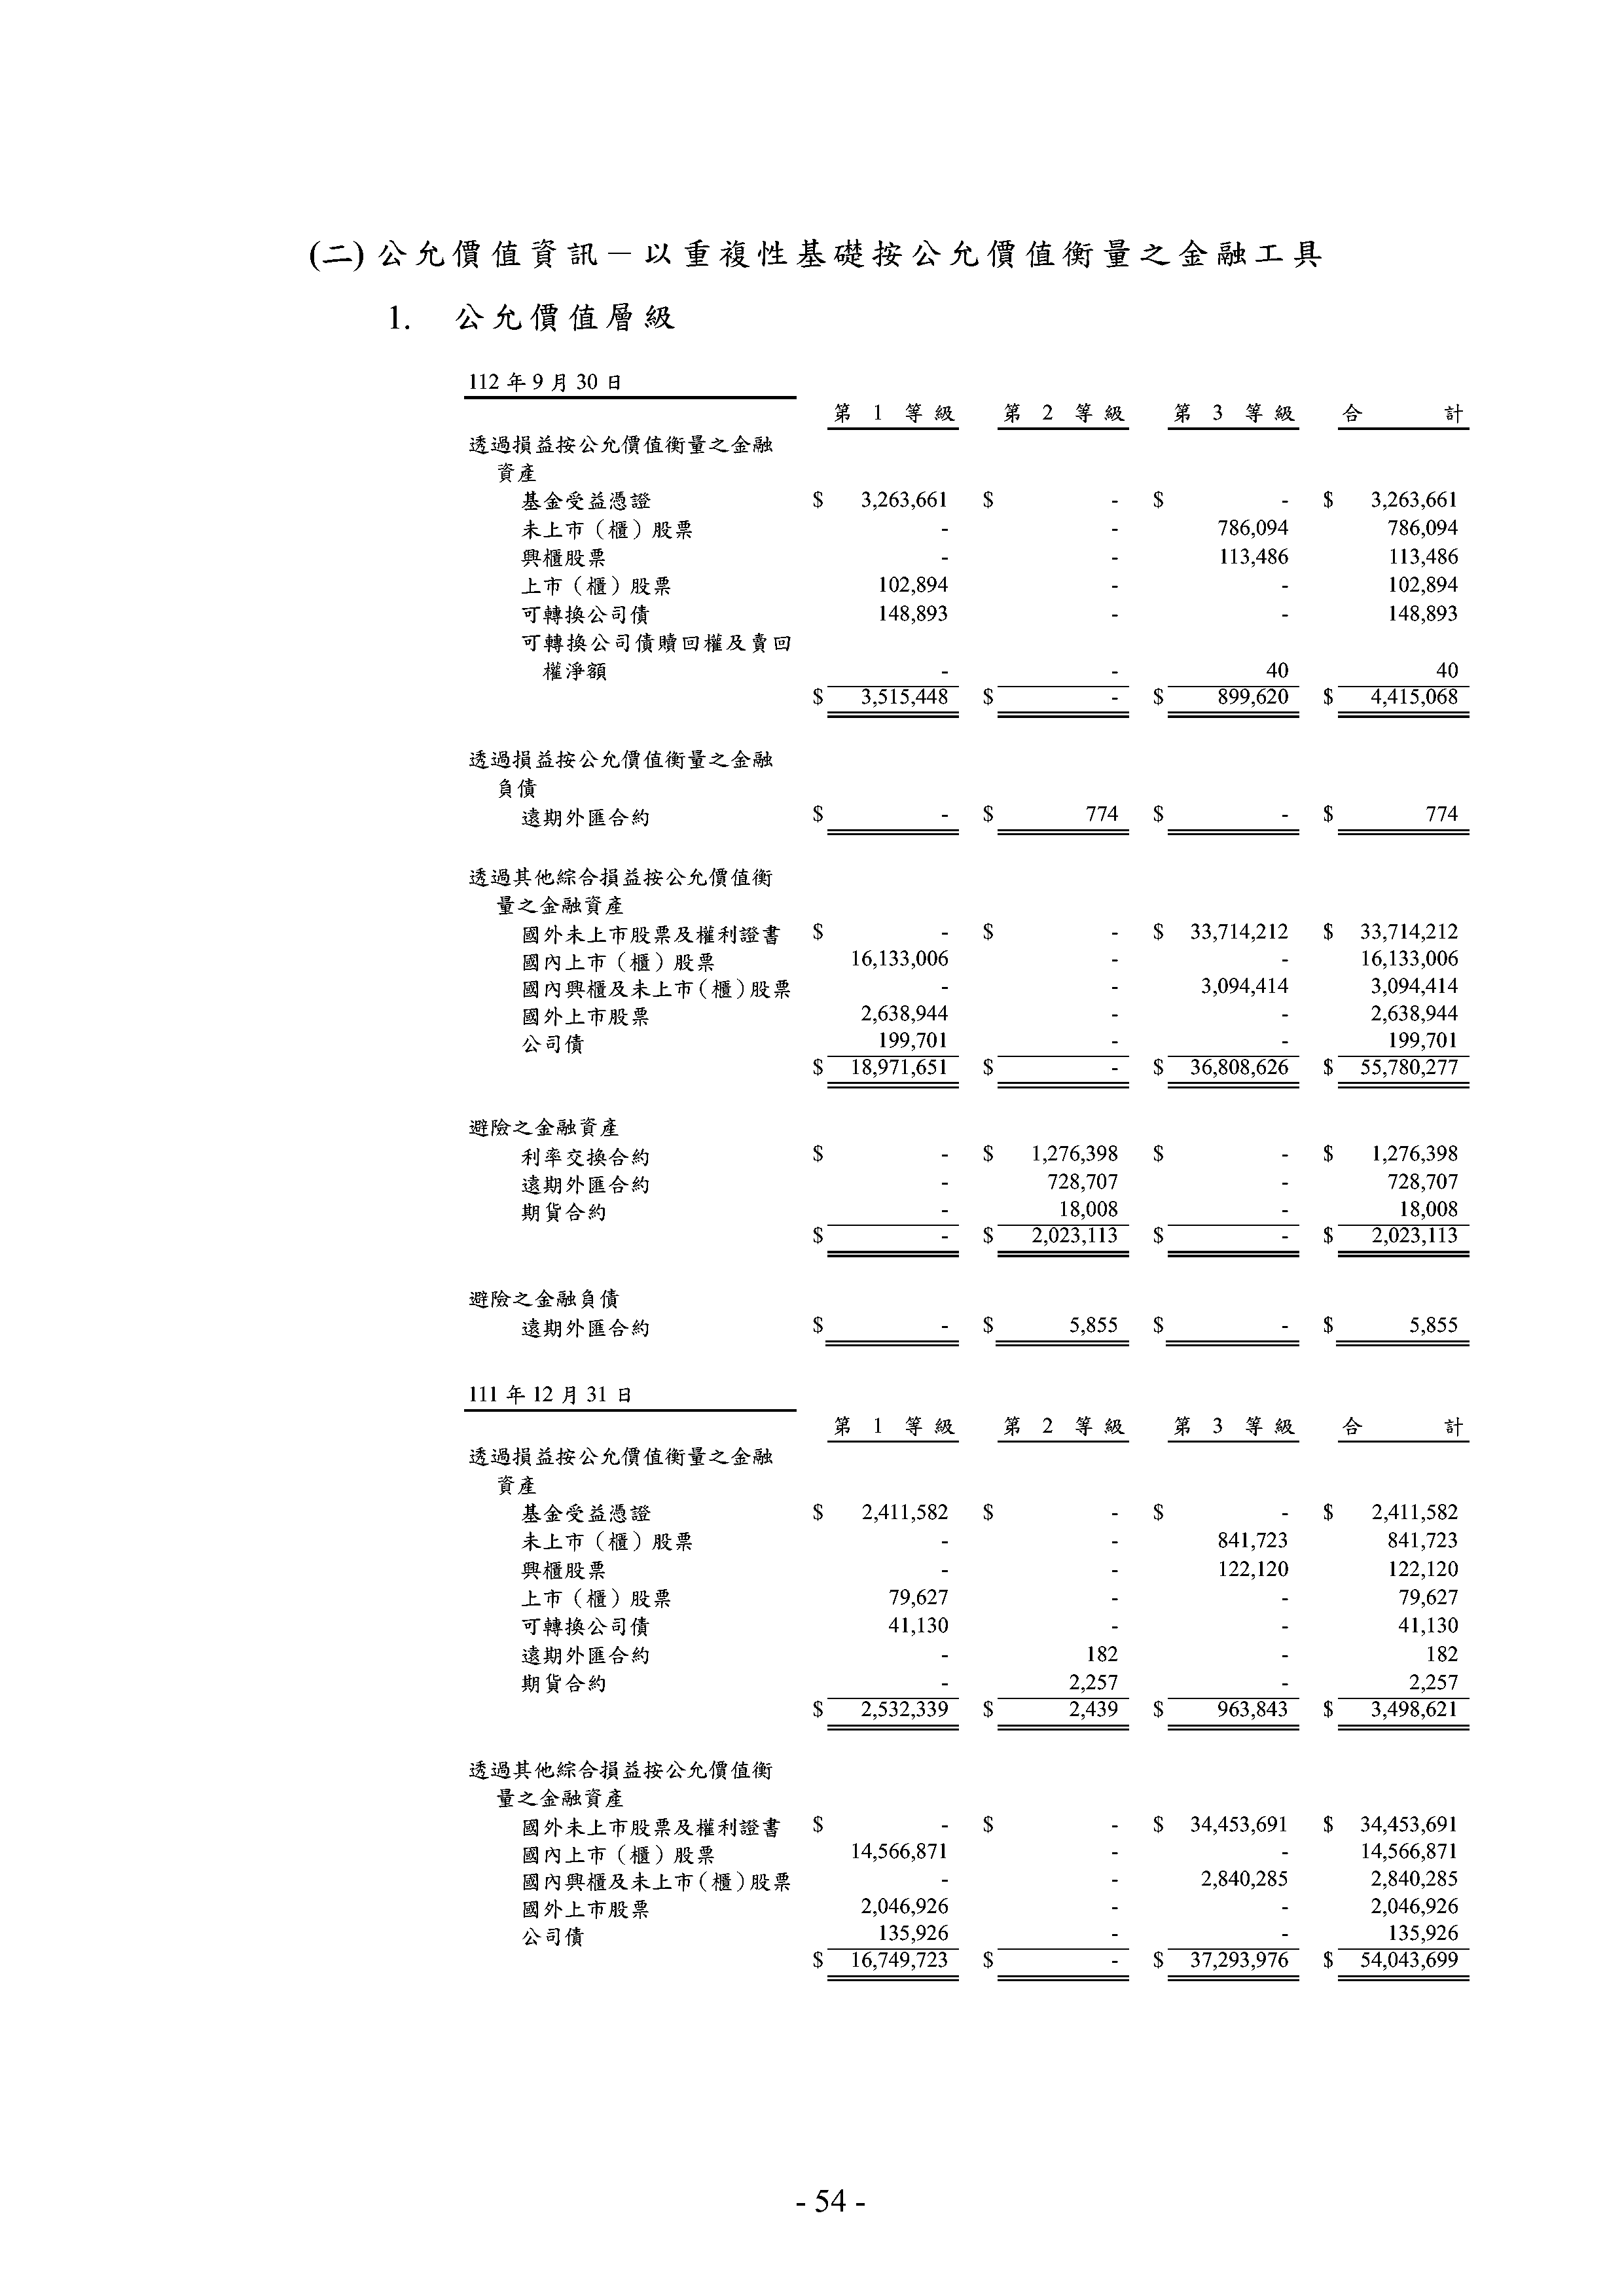 (二) 公允價值資訊－以重複性基礎按公允價值衡量之金融工具
1. 公允價值層級
112 年 9 月 30 日
第 1 等級 第 2 等級 第 3 等級 合 計
透過損益按公允價值衡量之金融
資產
基金受益憑證 $ 3,263,661 $ - $ - $ 3,263,661
未上市（櫃）股票 - - 786,094 786,094
興櫃股票 - - 113,486 113,486
上市（櫃）股票 102,894 - - 102,894
可轉換公司債 148,893 - - 148,893
可轉換公司債贖回權及賣回
權淨額 - - 40 40
$ 3,515,448 $ - $ 899,620 $ 4,415,068
透過損益按公允價值衡量之金融
負債
遠期外匯合約 $ - $ 774 $ - $ 774
透過其他綜合損益按公允價值衡
量之金融資產
國外未上市股票及權利證書 $ - $ - $ 33,714,212 $ 33,714,212
國內上市（櫃）股票 16,133,006 - - 16,133,006
國內興櫃及未上市(櫃)股票 - - 3,094,414 3,094,414
國外上市股票 2,638,944 - - 2,638,944
公司債 199,701 - - 199,701
$ 18,971,651 $ - $ 36,808,626 $ 55,780,277
避險之金融資產
利率交換合約 $ - $ 1,276,398 $ - $ 1,276,398
遠期外匯合約 - 728,707 - 728,707
期貨合約 - 18,008 - 18,008
$ - $ 2,023,113 $ - $ 2,023,113
避險之金融負債
遠期外匯合約 $ - $ 5,855 $ - $ 5,855
111 年 12 月 31 日
第 1 等級 第 2 等級 第 3 等級 合 計
透過損益按公允價值衡量之金融
資產
基金受益憑證 $ 2,411,582 $ - $ - $ 2,411,582
未上市（櫃）股票 - - 841,723 841,723
興櫃股票 - - 122,120 122,120
上市（櫃）股票 79,627 - - 79,627
可轉換公司債 41,130 - - 41,130
遠期外匯合約 - 182 - 182
期貨合約 - 2,257 - 2,257
$ 2,532,339 $ 2,439 $ 963,843 $ 3,498,621
透過其他綜合損益按公允價值衡
量之金融資產
國外未上市股票及權利證書 $ - $ - $ 34,453,691 $ 34,453,691
國內上市（櫃）股票 14,566,871 - - 14,566,871
國內興櫃及未上市(櫃)股票 - - 2,840,285 2,840,285
國外上市股票 2,046,926 - - 2,046,926
公司債 135,926 - - 135,926
$ 16,749,723 $ - $ 37,293,976 $ 54,043,699
- 54 -